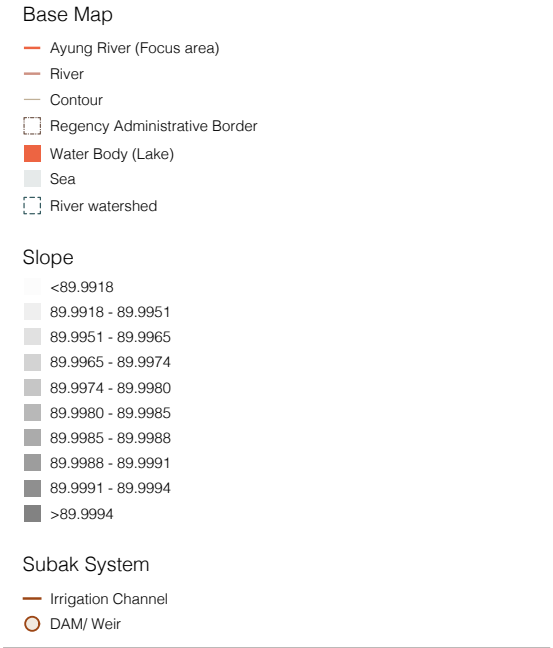 Base Map
Ayung River (Focus area)
River
Contour
Regency Administrative Border
Water Body (Lake)
Sea
River watershed
Slope
<89.9918
89.9918 - 89.9951
89.9951 - 89.9965
89.9965 - 89.9974
89.9974 - 89.9980
89.9980 - 89.9985
89.9985 - 89.9988
89.9988 - 89.9991
89.9991 - 89.9994
>89.9994
Subak System
Irrigation Channel
DAM/ Weir